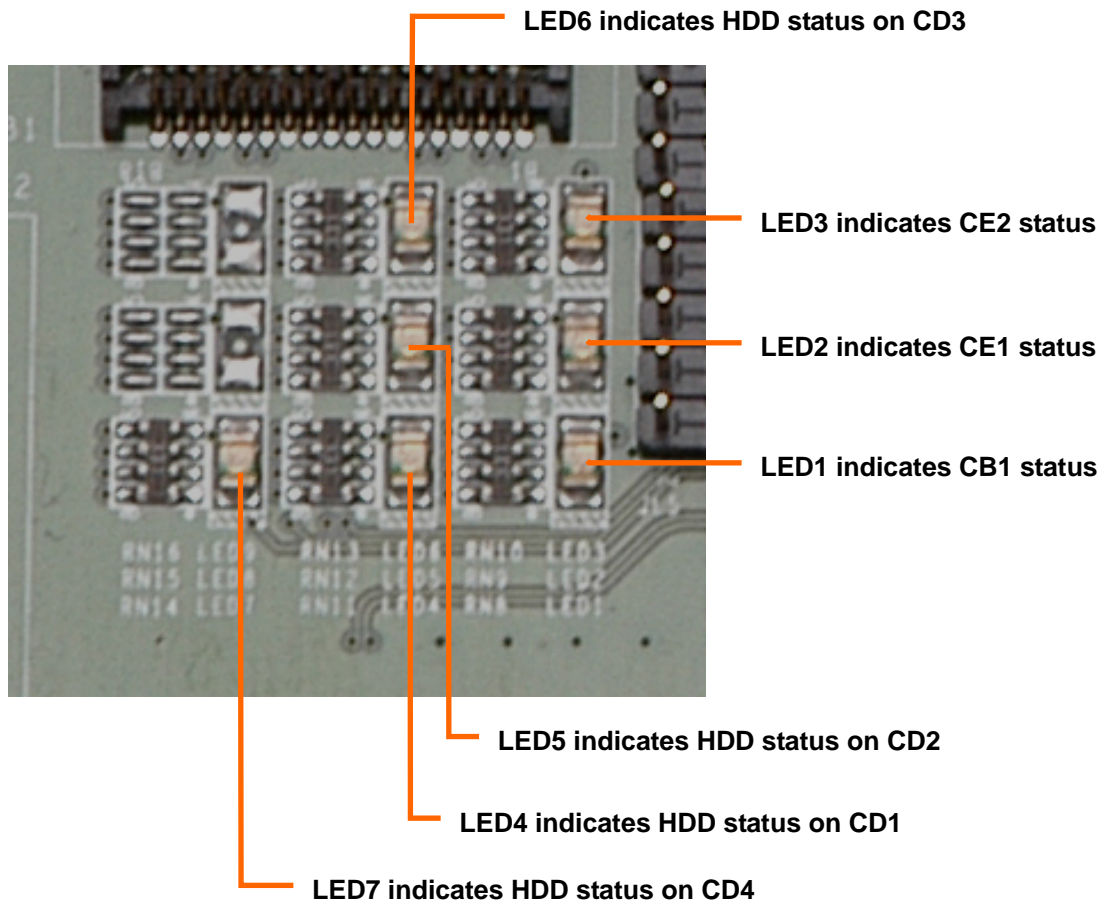 LED6 indicates HDD status on CD3
LED3 indicates CE2 status
LED2 indicates CE1 status
LED1 indicates CB1 status
RN16 LED9 RN13 LED6 RN10 LED3
RN15 LED8 RN12 LED5 RN9 LED2
RN14 LED7 RN11 LED4 RN8 LED1
LED5 indicates HDD status on CD2
LED4 indicates HDD status on CD1
LED7 indicates HDD status on CD4